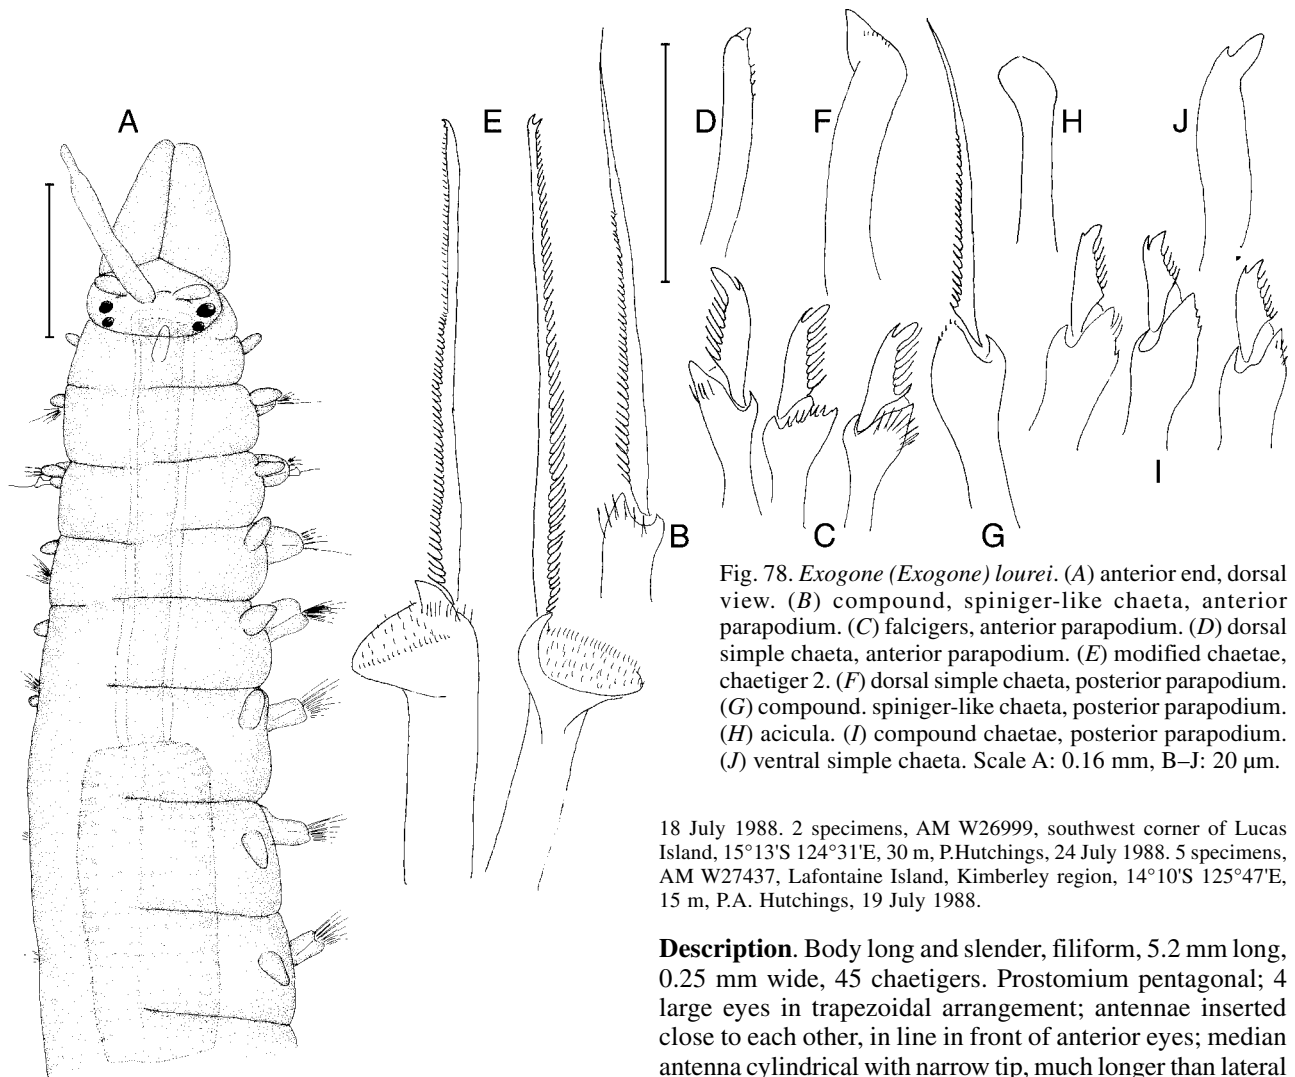 A
E
D
F
H
J
B
C
G
I
Fig. 78. Exogone (Exogone) lourei. (A) anterior end, dorsal
view. (B) compound, spiniger-like chaeta, anterior
parapodium. (C) falcigers, anterior parapodium. (D) dorsal
simple chaeta, anterior parapodium. (E) modified chaetae,
chaetiger 2. (F) dorsal simple chaeta, posterior parapodium.
(G) compound. spiniger-like chaeta, posterior parapodium.
(H) acicula. (I) compound chaetae, posterior parapodium.
(J) ventral simple chaeta. Scale A: 0.16 mm, B–J: 20 µm.
18 July 1988. 2 specimens, AM W26999, southwest corner of Lucas
Island, 15°13'S 124°31'E, 30 m, P.Hutchings, 24 July 1988. 5 specimens,
AM W27437, Lafontaine Island, Kimberley region, 14°10'S 125°47'E,
15 m, P.A. Hutchings, 19 July 1988.
Description. Body long and slender, filiform, 5.2 mm long,
0.25 mm wide, 45 chaetigers. Prostomium pentagonal; 4
large eyes in trapezoidal arrangement; antennae inserted
close to each other, in line in front of anterior eyes; median
antenna cylindrical with narrow tip, much longer than lateral